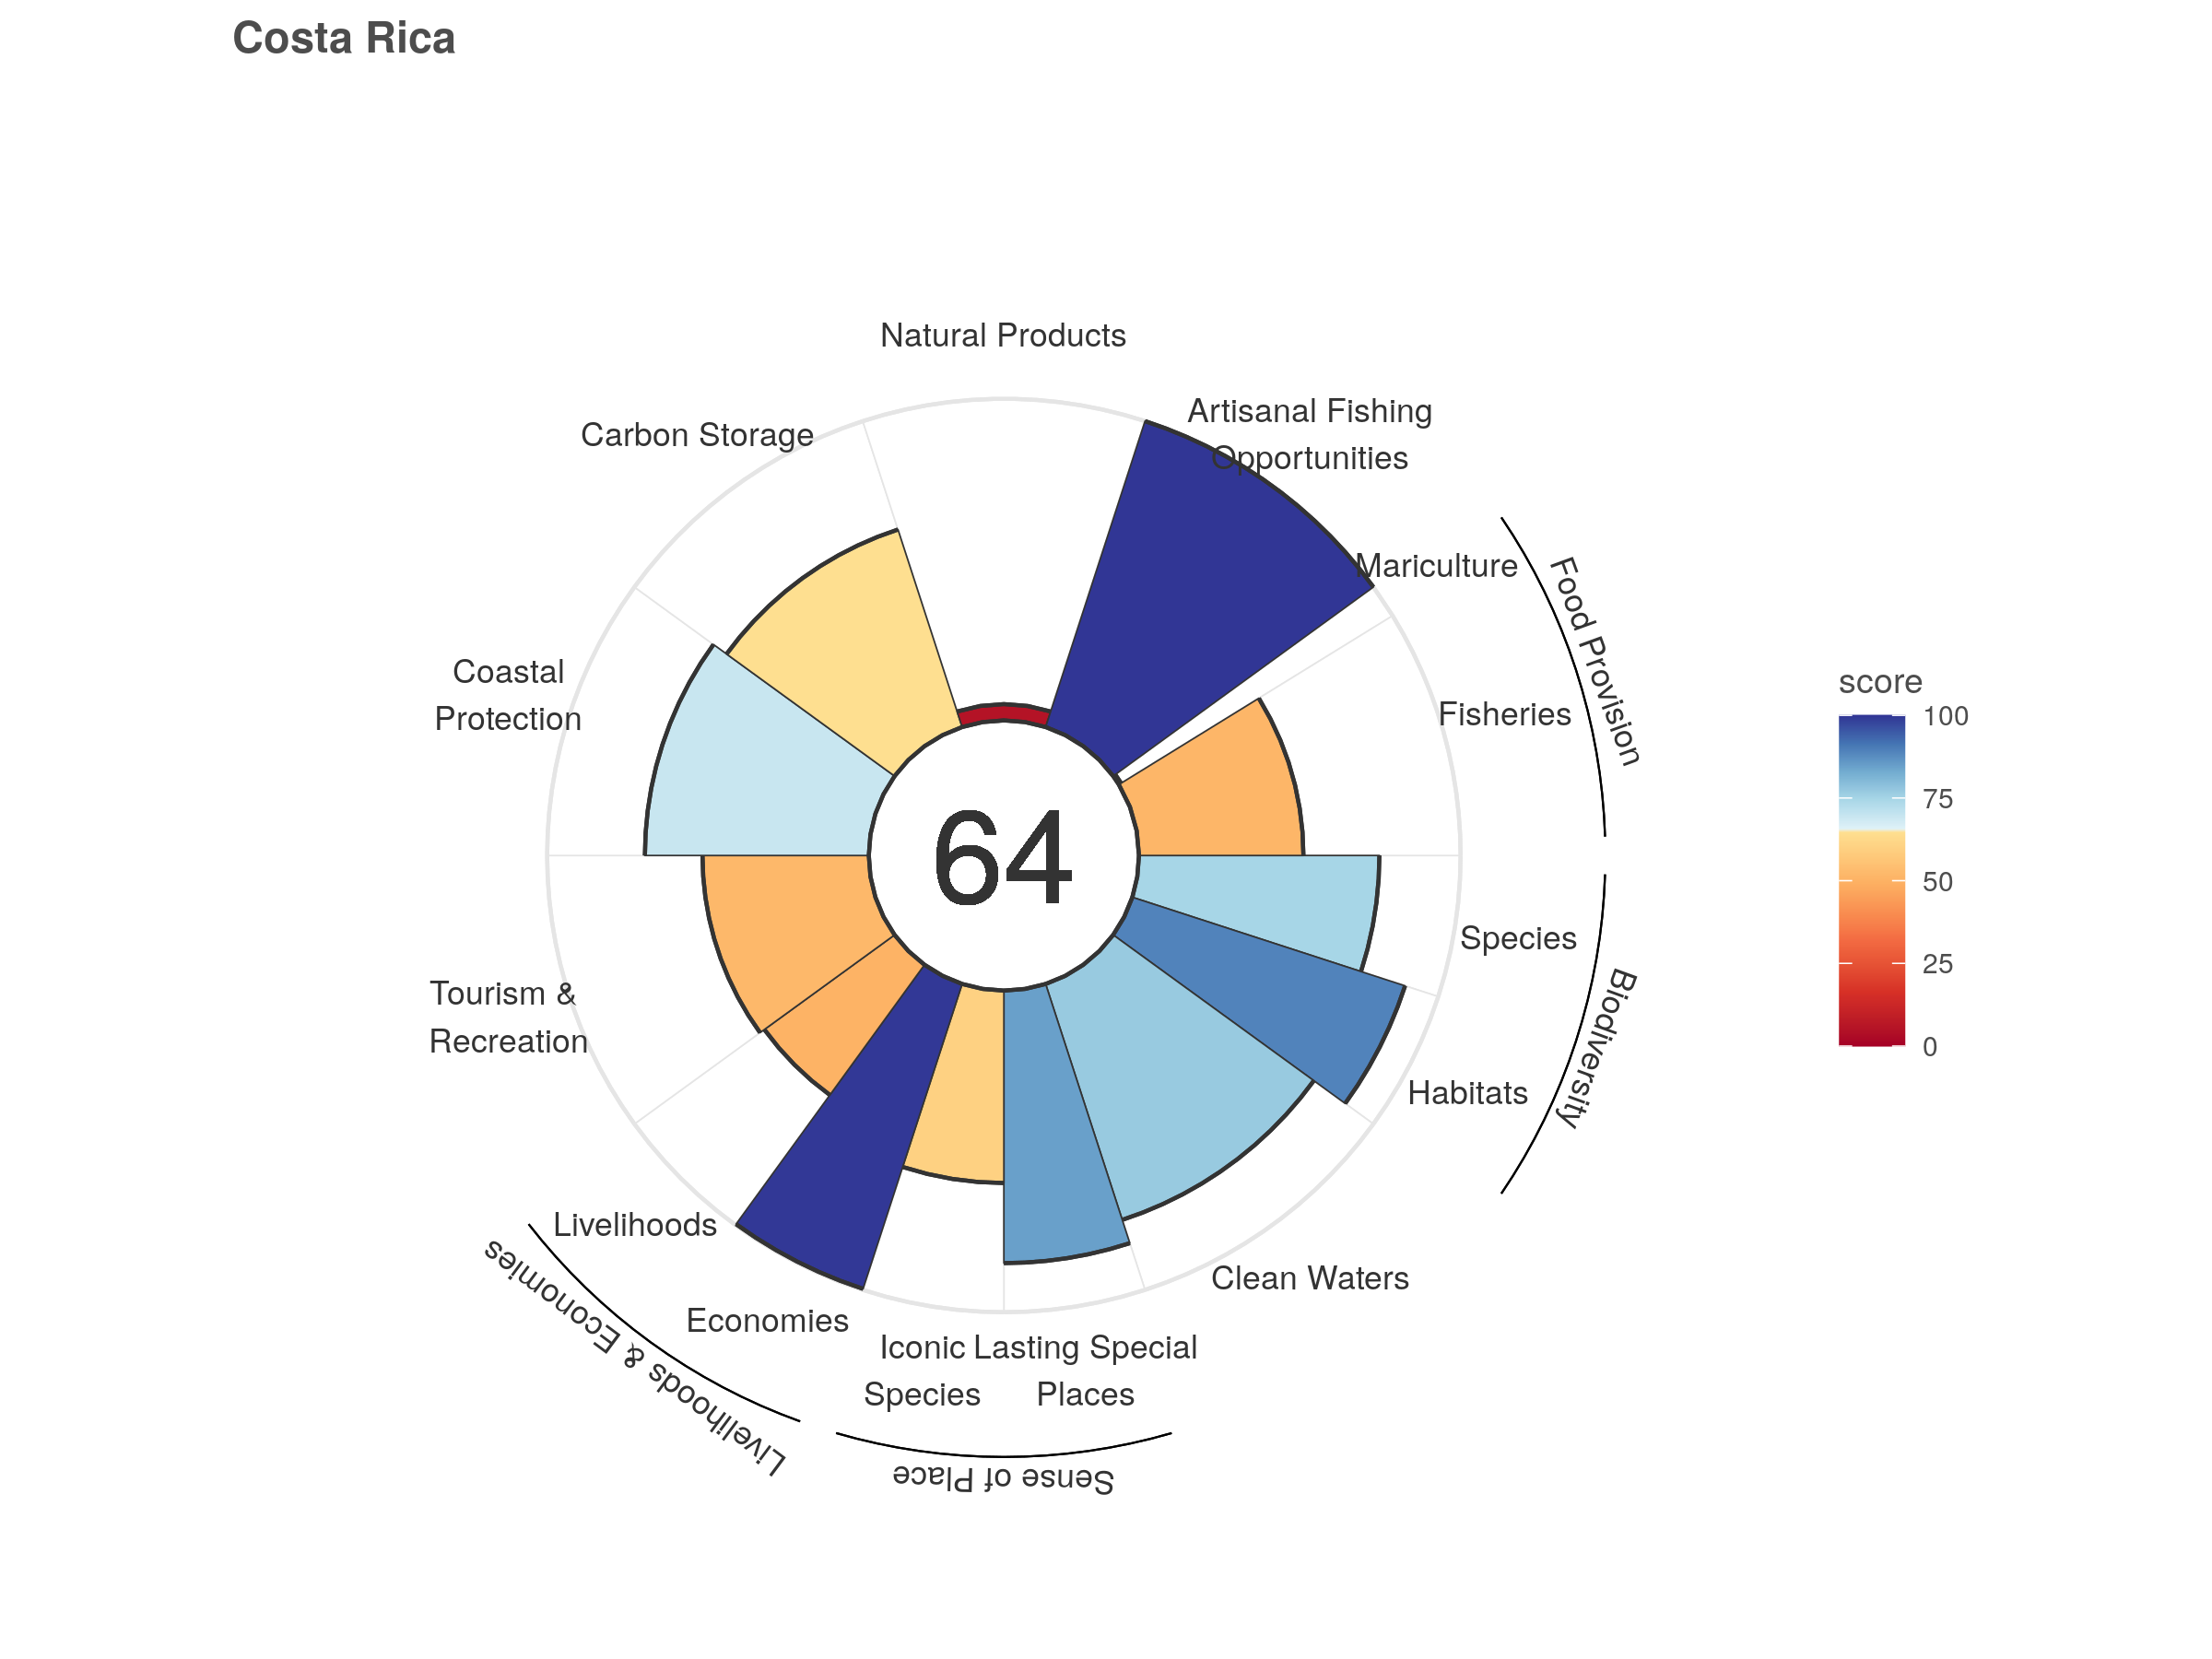 Costa Rica
Natural Products
Artisanal Fishing
Opportunities
Carbon Storage
Mariculture
Food Provision
Fisheries
Coastal
Protection
64
score
100
75
50
25
0
Species
Biodiversity
Habitats
Tourism &
Recreation
Clean Waters
Livelihoods
Economies
Livelihoods & Economies
Iconic
Species
Lasting Special
Places
Sense of Place